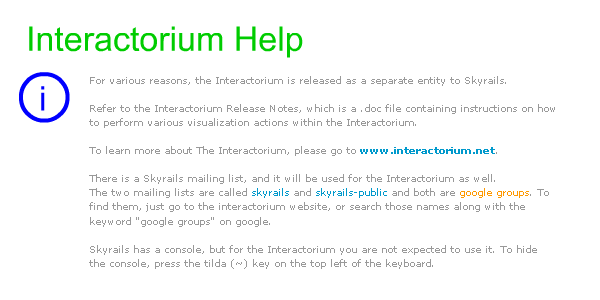 Interactorium Help
i
For various reasons, the Interactorium is released as a separate entity to Skyrails.
Refer to the Interactorium Release Notes, which is a .doc file containing instructions on how
to perform various visualization actions within the Interactorium.
To learn more about The Interactorium, please go to www.interactorium.net.
There is a Skyrails mailing list, and it will be used for the Interactorium as well.
The two mailing lists are called skyrails and skyrails-public and both are google groups. To
find them, just go to the interactorium website, or search those names along with the
keyword "google groups" on google.
Skyrails has a console, but for the Interactorium you are not expected to use it. To hide
the console, press the tilda (~) key on the top left of the keyboard.